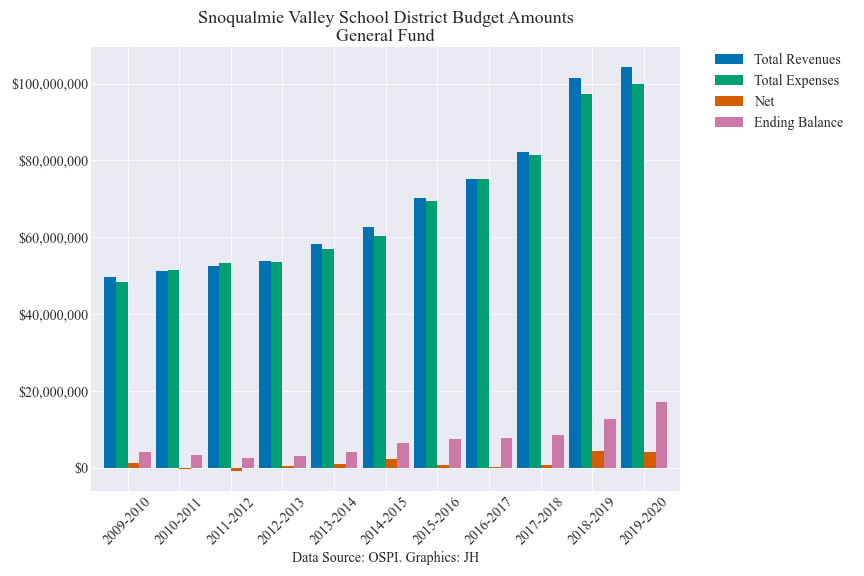 Snoqualmie Valley School District Budget Amounts
General Fund
Total Revenues
Total Expenses
Net
Ending Balance
$100,000,000
$80,000,000
$60,000,000
$40,000,000
$20,000,000
$0
2009-2010
2010-2011
2011-2012
2012-2013
2013-2014
2014-2015
2015-2016
2016-2017
2017-2018
2018-2019
2019-2020
Data Source: OSPI. Graphics: JH